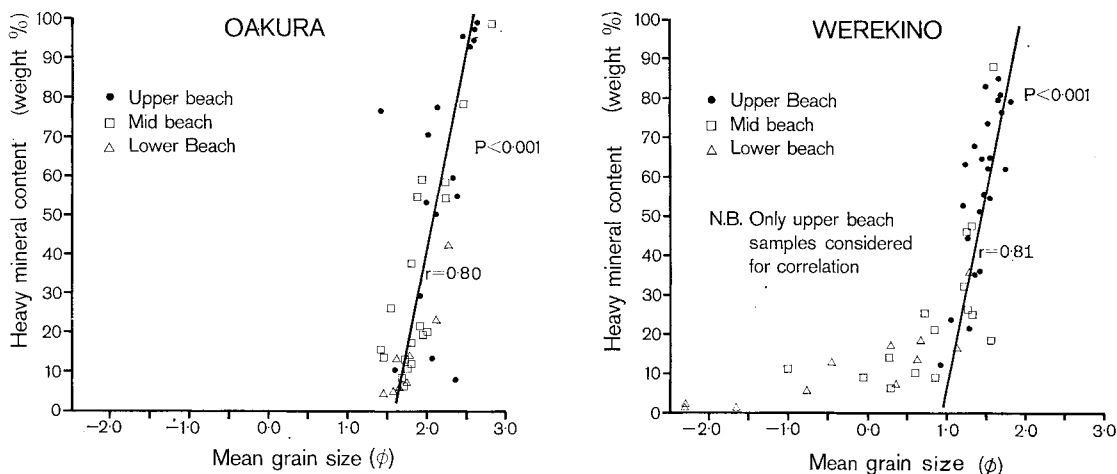 OAKURA
Heavy mineral content (weight %)
100
90
80
70
60
50
40
30
20
10
0
● Upper beach
□ Mid beach
△ Lower Beach
P<0·001
r=0·80
-2·0
-1·0
0·0
1·0
2·0
3·0
Mean grain size (ϕ)
WEREKINO
Heavy mineral content (weight %)
100
90
80
70
60
50
40
30
20
10
0
● Upper Beach
□ Mid beach
△ Lower beach
P<0·001
N.B. Only upper beach
samples considered
for correlation
r=0·81
-2·0
-1·0
0·0
1·0
2·0
3·0
Mean grain size (ϕ)